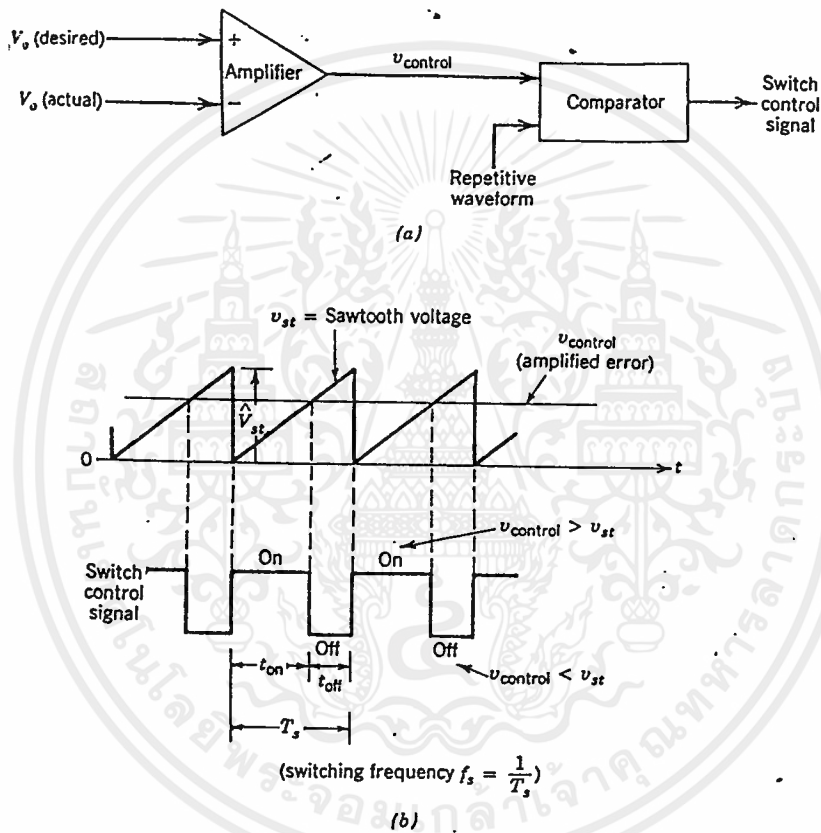 V_o (desired)
V_o (actual)
+
−
Amplifier
v_control
Comparator
Switch
control
signal
Repetitive
waveform
(a)
v_st = Sawtooth voltage
v_control
(amplified error)
V̂_st
0
t
v_control > v_st
On
On
Switch
control
signal
Off
Off
t_on
t_off
v_control < v_st
T_s
(switching frequency f_s = 1/T_s)
(b)